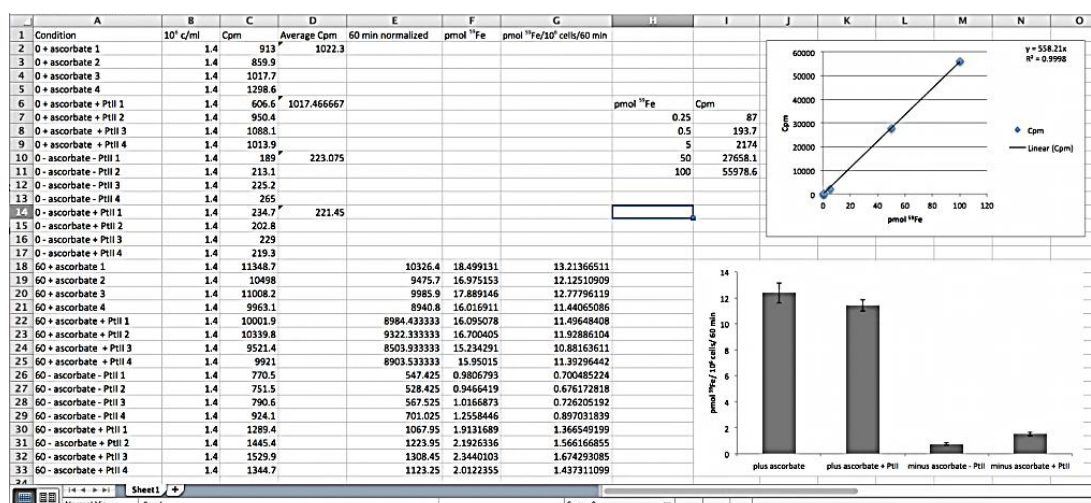 A B C D E F G H I J K L M N O
1 Condition 10⁶ c/ml Cpm Average Cpm 60 min normalized pmol ⁵⁹Fe pmol ⁵⁹Fe/10⁶ cells/60 min
2 0 + ascorbate 1 1.4 913 1022.3
3 0 + ascorbate 2 1.4 859.9
4 0 + ascorbate 3 1.4 1017.7
5 0 + ascorbate 4 1.4 1298.6
6 0 + ascorbate + PtII 1 1.4 606.6 1017.466667 pmol ⁵⁹Fe Cpm
7 0 + ascorbate + PtII 2 1.4 950.4 0.25 87
8 0 + ascorbate + PtII 3 1.4 1088.1 0.5 193.7
9 0 + ascorbate + PtII 4 1.4 1013.9 5 2174
10 0 - ascorbate - PtII 1 1.4 189 223.075 50 27658.1
11 0 - ascorbate - PtII 2 1.4 213.1 100 55978.6
12 0 - ascorbate - PtII 3 1.4 225.2
13 0 - ascorbate - PtII 4 1.4 265
14 0 - ascorbate + PtII 1 1.4 234.7 221.45
15 0 - ascorbate + PtII 2 1.4 202.8
16 0 - ascorbate + PtII 3 1.4 229
17 0 - ascorbate + PtII 4 1.4 219.3
18 60 + ascorbate 1 1.4 11348.7 10326.4 18.499131 13.21366511
19 60 + ascorbate 2 1.4 10498 9475.7 16.975153 12.12510909
20 60 + ascorbate 3 1.4 11008.2 9985.9 17.889146 12.77796119
21 60 + ascorbate 4 1.4 9963.1 8940.8 16.016911 11.44065086
22 60 + ascorbate + PtII 1 1.4 10001.9 8984.433333 16.095078 11.49648408
23 60 + ascorbate + PtII 2 1.4 10339.8 9322.333333 16.700405 11.92886104
24 60 + ascorbate + PtII 3 1.4 9521.4 8503.933333 15.234291 10.88163611
25 60 + ascorbate + PtII 4 1.4 9921 8903.533333 15.95015 11.39296442
26 60 - ascorbate - PtII 1 1.4 770.5 547.425 0.9806793 0.700485224
27 60 - ascorbate - PtII 2 1.4 751.5 528.425 0.9466419 0.676172818
28 60 - ascorbate - PtII 3 1.4 790.6 567.525 1.0166873 0.726205192
29 60 - ascorbate - PtII 4 1.4 924.1 701.025 1.2558446 0.897031839
30 60 - ascorbate + PtII 1 1.4 1289.4 1067.95 1.9131689 1.366549199
31 60 - ascorbate + PtII 2 1.4 1445.4 1223.95 2.1926336 1.566166855
32 60 - ascorbate + PtII 3 1.4 1529.9 1308.45 2.3440103 1.674293085
33 60 - ascorbate + PtII 4 1.4 1344.7 1123.25 2.0122355 1.437311099
y = 558.21x
R² = 0.9998
60000
50000
40000
30000
20000
10000
0
Cpm
0 20 40 60 80 100 120
pmol ⁵⁹Fe
Cpm
Linear (Cpm)
14
12
10
8
6
4
2
0
pmol ⁵⁹Fe/ 10⁶ cells/ 60 min
plus ascorbate plus ascorbate + PtII minus ascorbate - PtII minus ascorbate + PtII
Sheet1